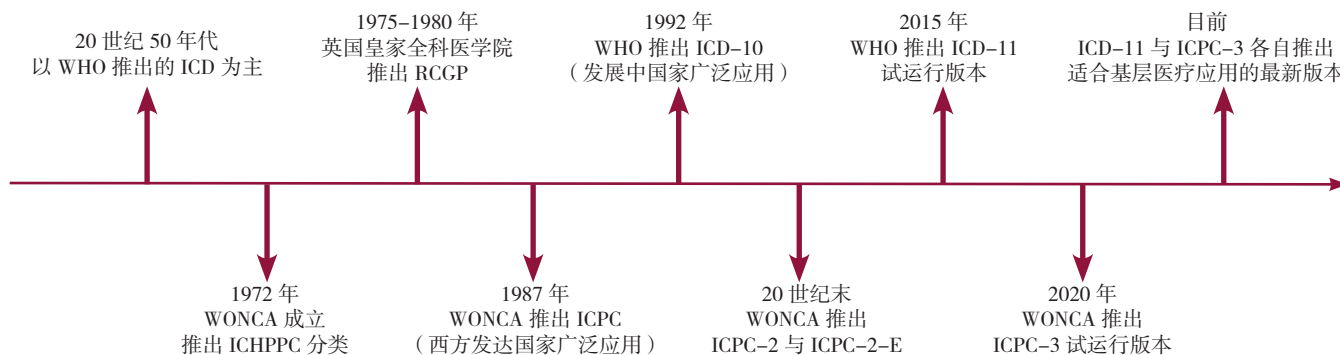 20 世纪 50 年代
以 WHO 推出的 ICD 为主
1975–1980 年
英国皇家全科医学院
推出 RCGP
1992 年
WHO 推出 ICD–10
（发展中国家广泛应用）
2015 年
WHO 推出 ICD–11
试运行版本
目前
ICD–11 与 ICPC–3 各自推出
适合基层医疗应用的最新版本
1972 年
WONCA 成立
推出 ICHPPC 分类
1987 年
WONCA 推出 ICPC
（西方发达国家广泛应用）
20 世纪末
WONCA 推出
ICPC–2 与 ICPC–2–E
2020 年
WONCA 推出
ICPC–3 试运行版本